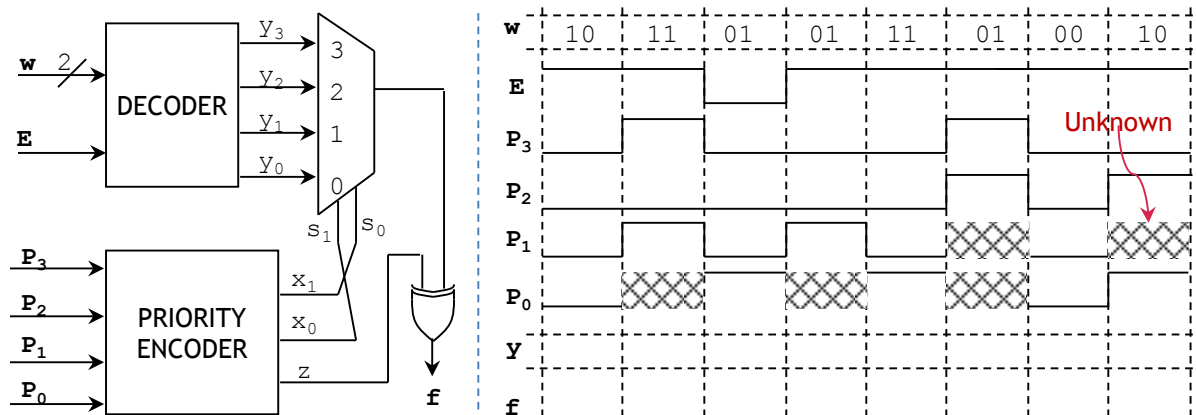 w
2
E
DECODER
y3
y2
y1
y0
3
2
1
0
s1
s0
P3
P2
P1
P0
PRIORITY
ENCODER
x1
x0
z
f
w
10 11 01 01 11 01 00 10
E
P3
Unknown
P2
P1
P0
y
f